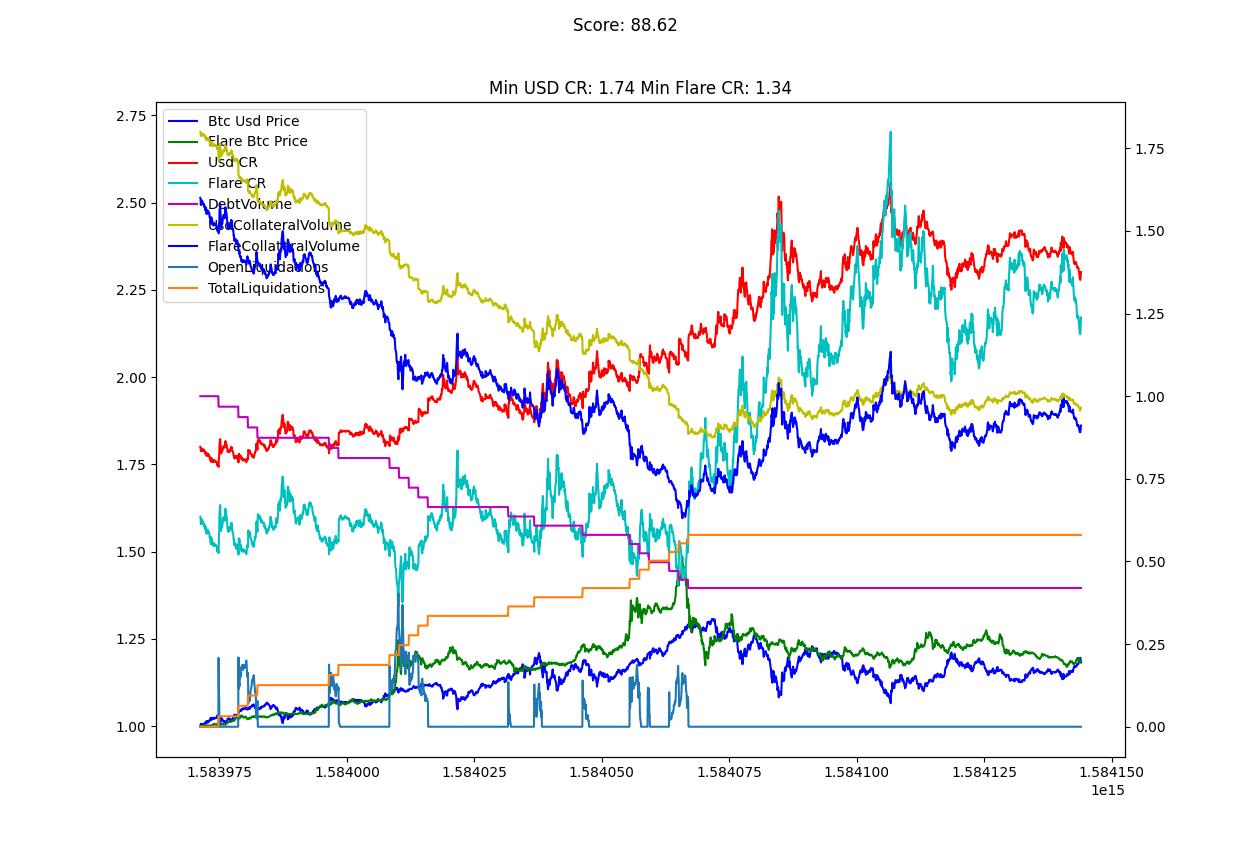 Score: 88.62
Min USD CR: 1.74 Min Flare CR: 1.34
Btc Usd Price
Flare Btc Price
Usd CR
Flare CR
DebtVolume
UsdCollateralVolume
FlareCollateralVolume
OpenLiquidations
TotalLiquidations
2.75
2.50
2.25
2.00
1.75
1.50
1.25
1.00
1.75
1.50
1.25
1.00
0.75
0.50
0.25
0.00
1.583975 1.584000 1.584025 1.584050 1.584075 1.584100 1.584125 1.584150
1e15